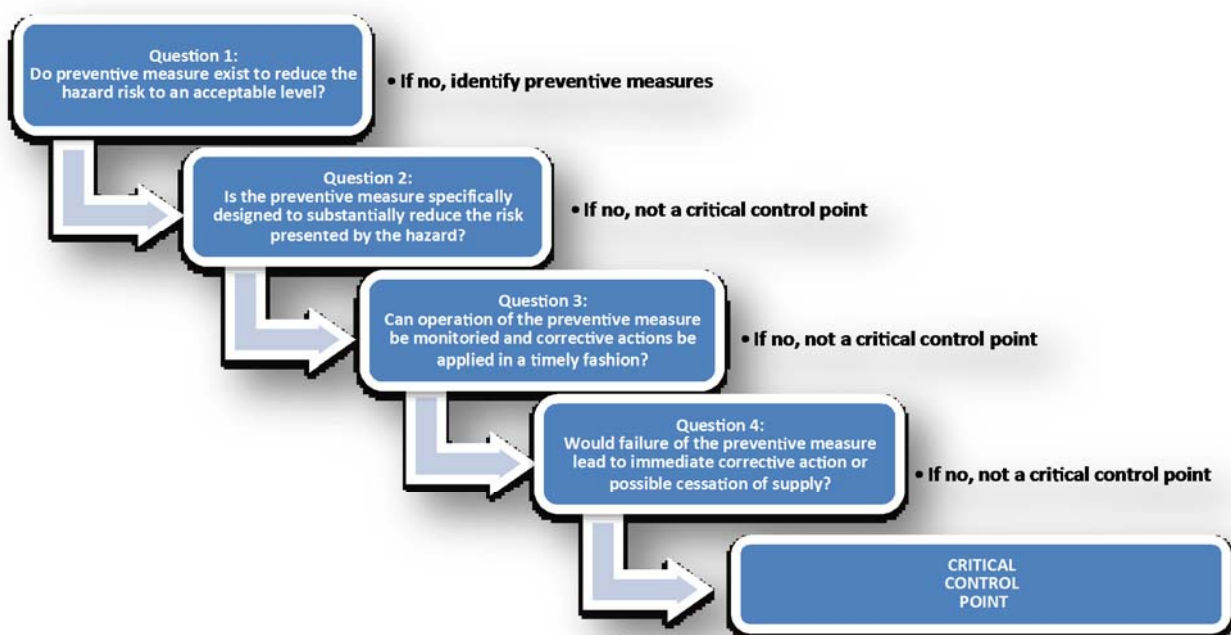 Question 1:
Do preventive measure exist to reduce the
hazard risk to an acceptable level?
• If no, identify preventive measures
Question 2:
Is the preventive measure specifically
designed to substantially reduce the risk
presented by the hazard?
• If no, not a critical control point
Question 3:
Can operation of the preventive measure
be monitoried and corrective actions be
applied in a timely fashion?
• If no, not a critical control point
Question 4:
Would failure of the preventive measure
lead to immediate corrective action or
possible cessation of supply?
• If no, not a critical control point
CRITICAL
CONTROL
POINT